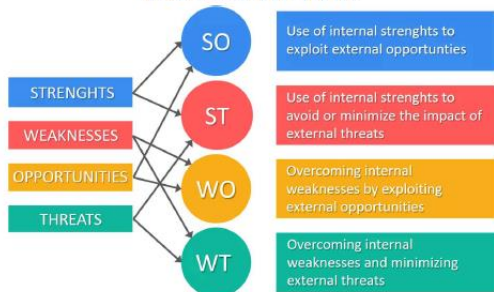 STRENGHTS
WEAKNESSES
OPPORTUNITIES
THREATS
SO
ST
WO
WT
Use of internal strenghts to
exploit external opportunties
Use of internal strenghts to
avoid or minimize the impact of
external threats
Overcoming internal
weaknesses by exploiting
external opportunities
Overcoming internal
weaknesses and minimizing
external threats